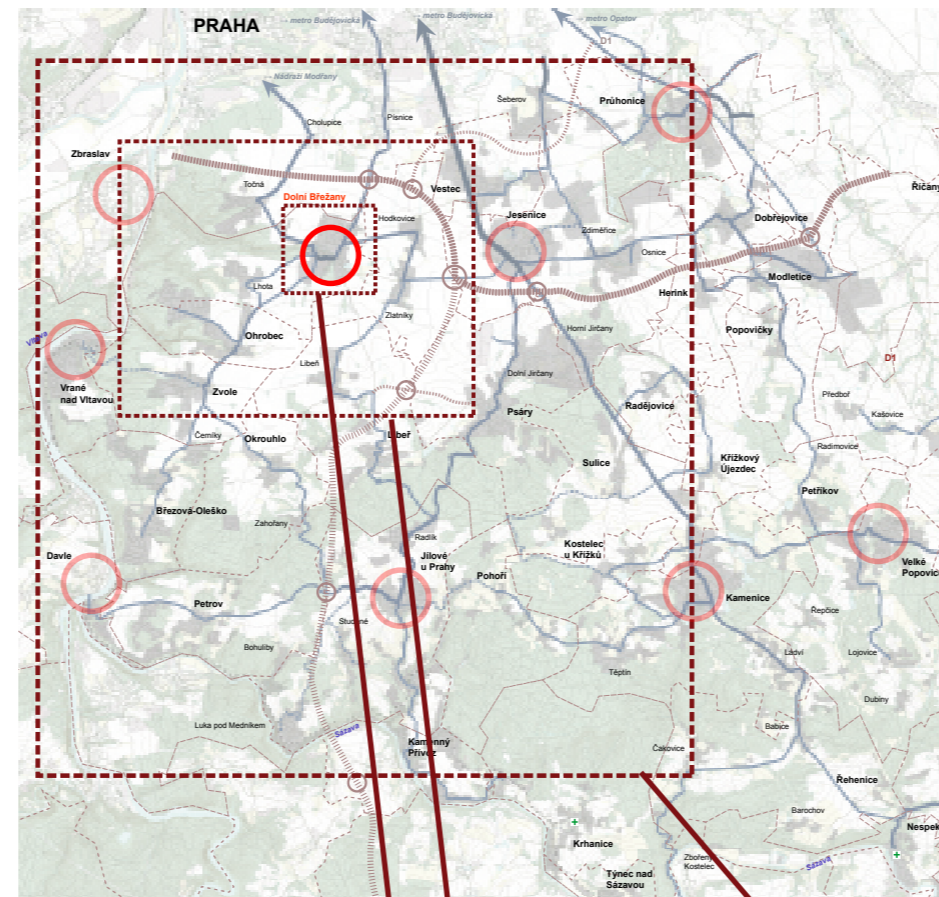 → metro Budějovická
→ metro Budějovická
→ metro Opatov
PRAHA
D1
→ Nádraží Modřany
Šeberov
Průhonice
Cholupice
Písnice
Zbraslav
Točná
Vestec
Říčany
Dolní Břežany
Hodkovice
Jesenice
Dobřejovice
Zdiměřice
Osnice
Modletice
Lhota
Herink
Zlatníky
Vltava
Ohrobec
Horní Jirčany
Popovičky
Libeň
D1
Vrané
nad Vltavou
Zvole
Dolní Jirčany
Předboř
Radějovice
Kašovice
Psáry
Černíky
Okrouhlo
Libeř
Radimovice
Sulice
Křížkový
Újezdec
Petříkov
Březová-Oleško
Zahořany
Radlík
Kostelec
u Křížků
Davle
Jílové
u Prahy
Pohoří
Velké
Popovice
Petrov
Kamenice
Řepčice
Studené
Bohuliby
Ládví
Lojovice
Těptín
Dubíny
Luka pod Medníkem
Sázava
Babice
Kamenný
Přívoz
Čakovice
Řehenice
Barochov
Nespek
Krhanice
Zbořený
Kostelec
Sázava
Týnec nad
Sázavou